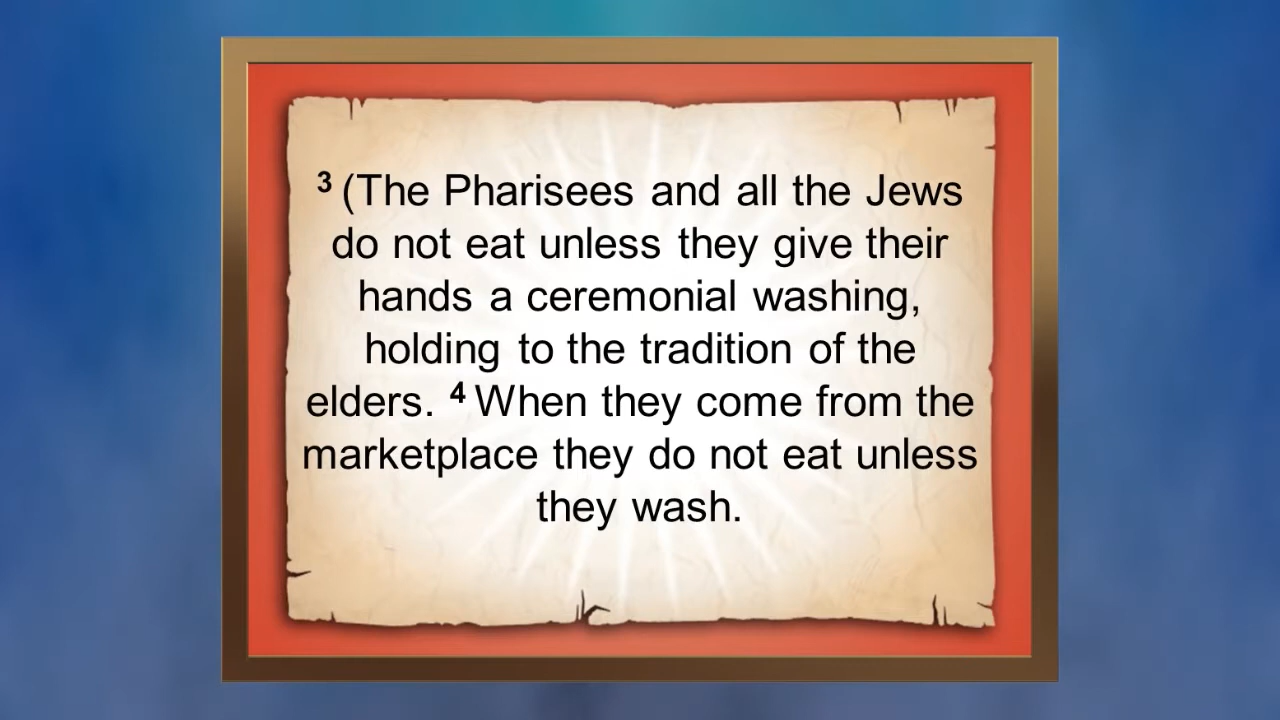 3 (The Pharisees and all the Jews
do not eat unless they give their
hands a ceremonial washing,
holding to the tradition of the
elders. 4 When they come from the
marketplace they do not eat unless
they wash.